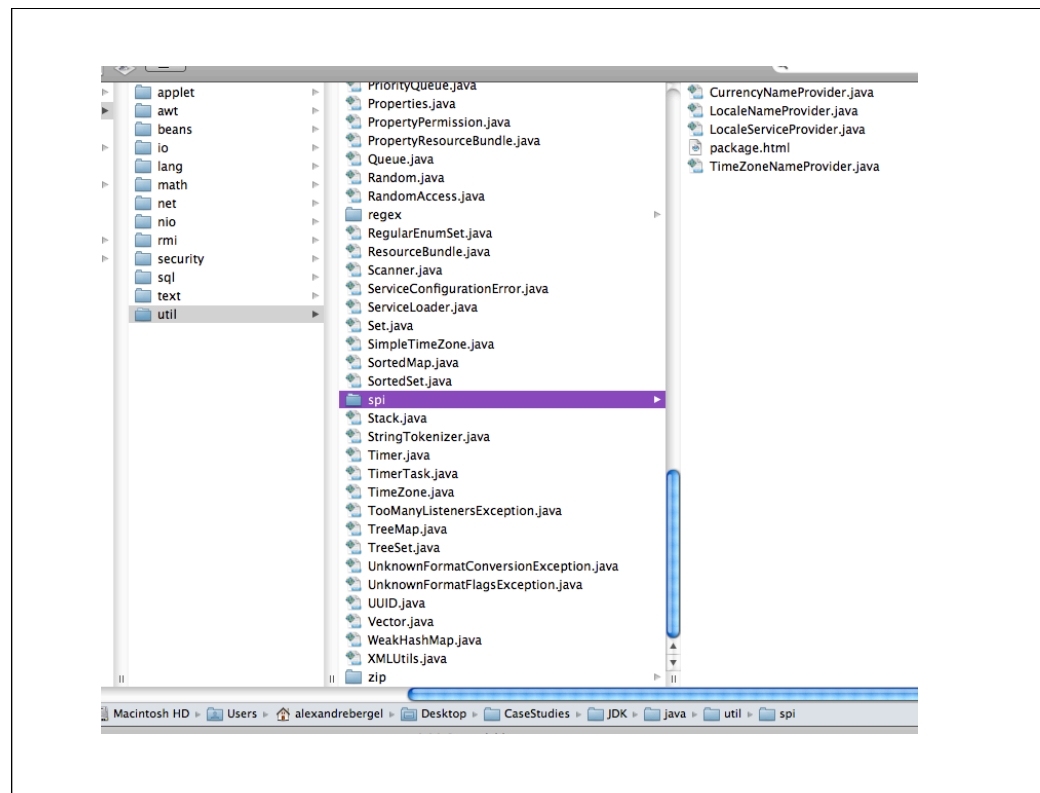 applet
awt
beans
io
lang
math
net
nio
rmi
security
sql
text
util
PriorityQueue.java
Properties.java
PropertyPermission.java
PropertyResourceBundle.java
Queue.java
Random.java
RandomAccess.java
regex
RegularEnumSet.java
ResourceBundle.java
Scanner.java
ServiceConfigurationError.java
ServiceLoader.java
Set.java
SimpleTimeZone.java
SortedMap.java
SortedSet.java
spi
Stack.java
StringTokenizer.java
Timer.java
TimerTask.java
TimeZone.java
TooManyListenersException.java
TreeMap.java
TreeSet.java
UnknownFormatConversionException.java
UnknownFormatFlagsException.java
UUID.java
Vector.java
WeakHashMap.java
XMLUtils.java
zip
CurrencyNameProvider.java
LocaleNameProvider.java
LocaleServiceProvider.java
package.html
TimeZoneNameProvider.java
Macintosh HD Users alexandrebergel Desktop CaseStudies JDK java util spi